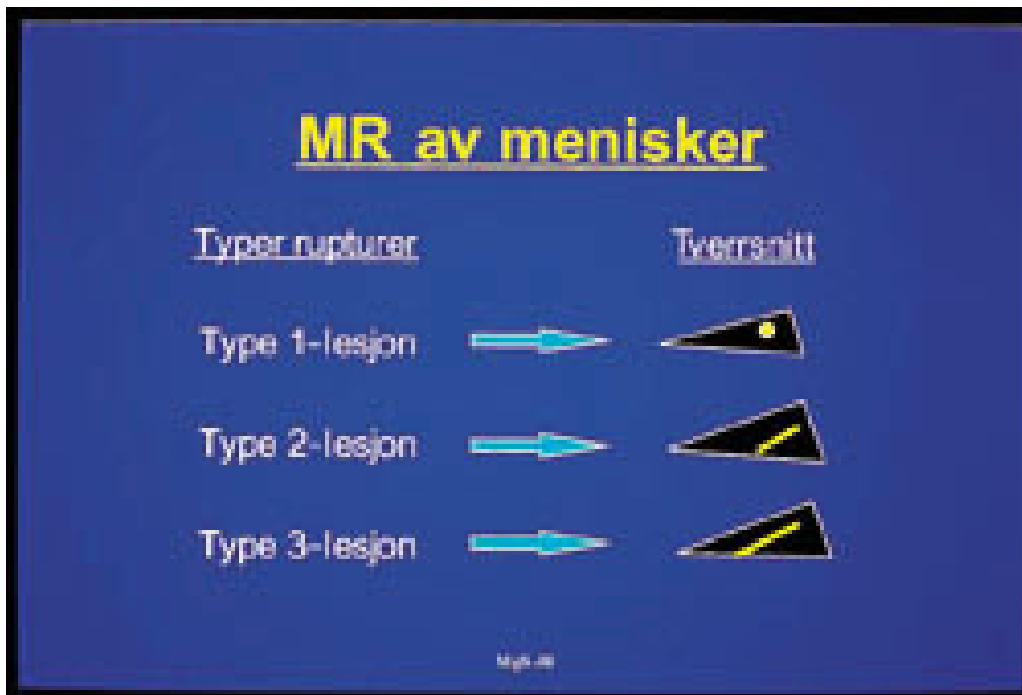 MR av menisker
Typer rupturer Tverrsnitt
Type 1-lesjon
Type 2-lesjon
Type 3-lesjon